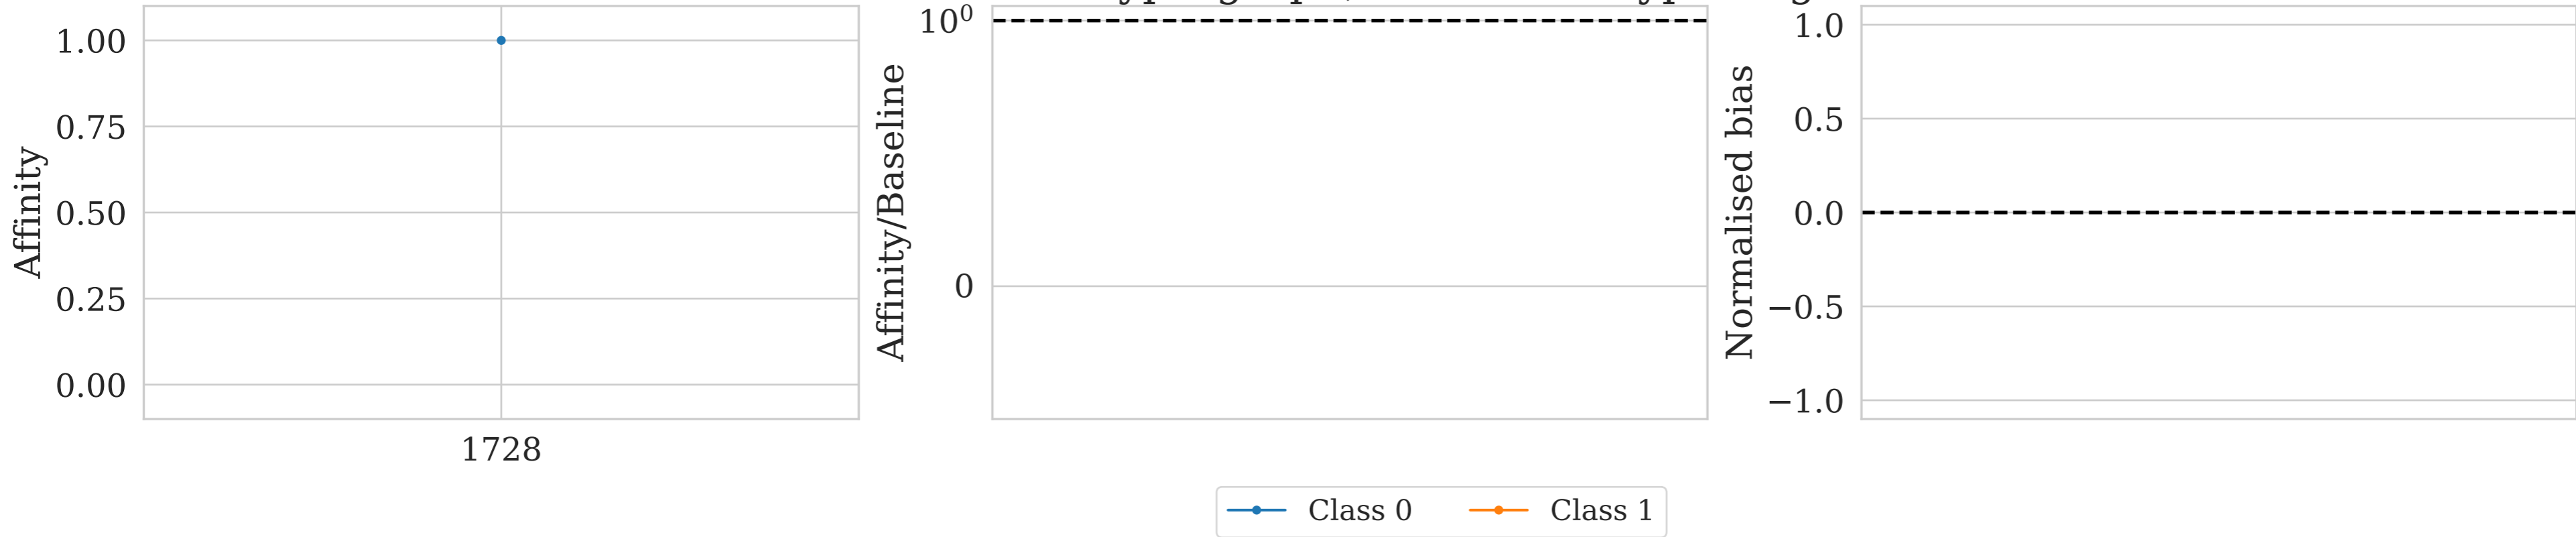 Affinity
1.00
0.75
0.50
0.25
0.00
1728
Affinity/Baseline
10⁰
0
Normalised bias
1.0
0.5
0.0
−0.5
−1.0
Class 0
Class 1